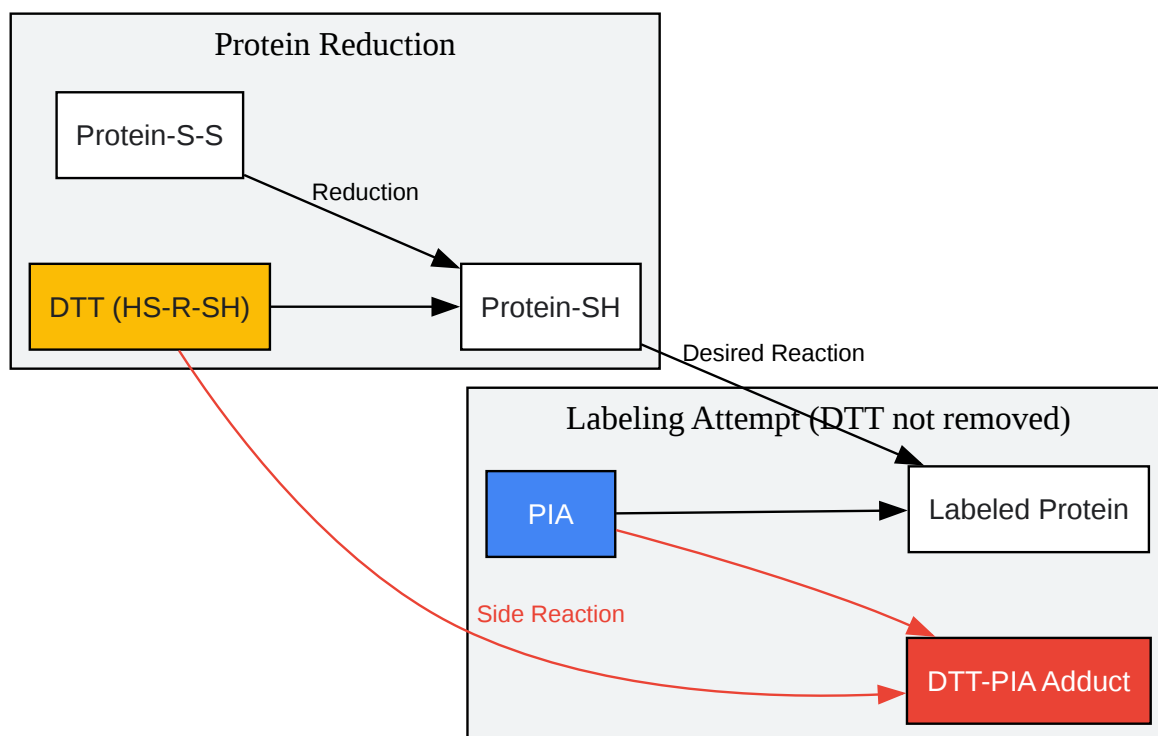 Protein Reduction
Protein-S-S
Reduction
DTT (HS-R-SH)
Protein-SH
Desired Reaction
Labeling Attempt (DTT not removed)
PIA
Labeled Protein
Side Reaction
DTT-PIA Adduct